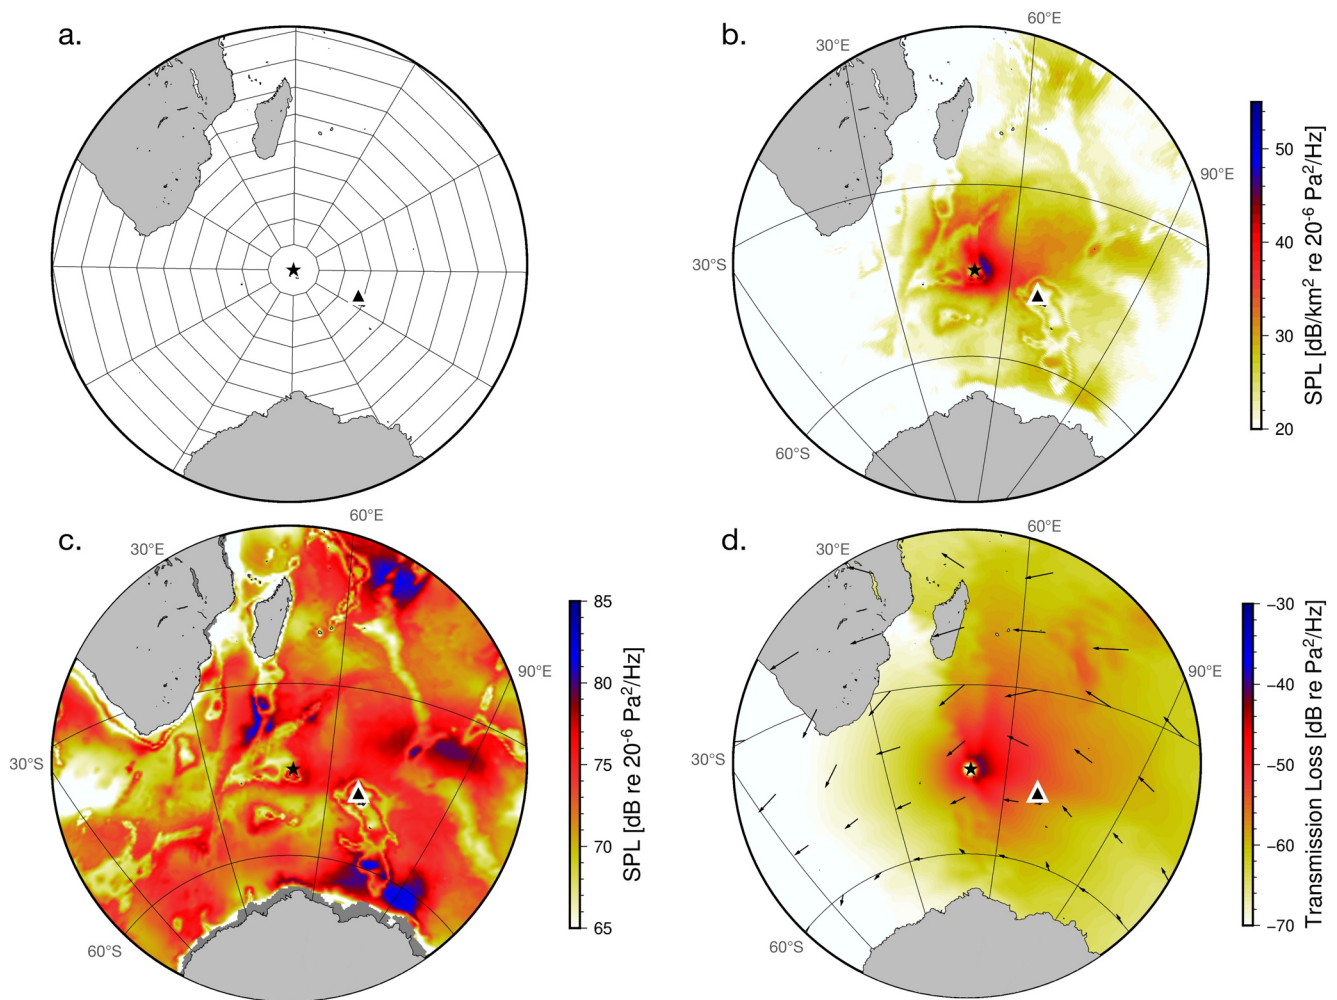 a.
b.
60°E
30°E
90°E
30°S
60°S
50
40
30
20
SPL [dB/km² re 20⁻⁶ Pa²/Hz]
c.
60°E
30°E
90°E
30°S
60°S
85
80
75
70
65
SPL [dB re 20⁻⁶ Pa²/Hz]
d.
60°E
30°E
90°E
30°S
60°S
−30
−40
−50
−60
−70
Transmission Loss [dB re Pa²/Hz]